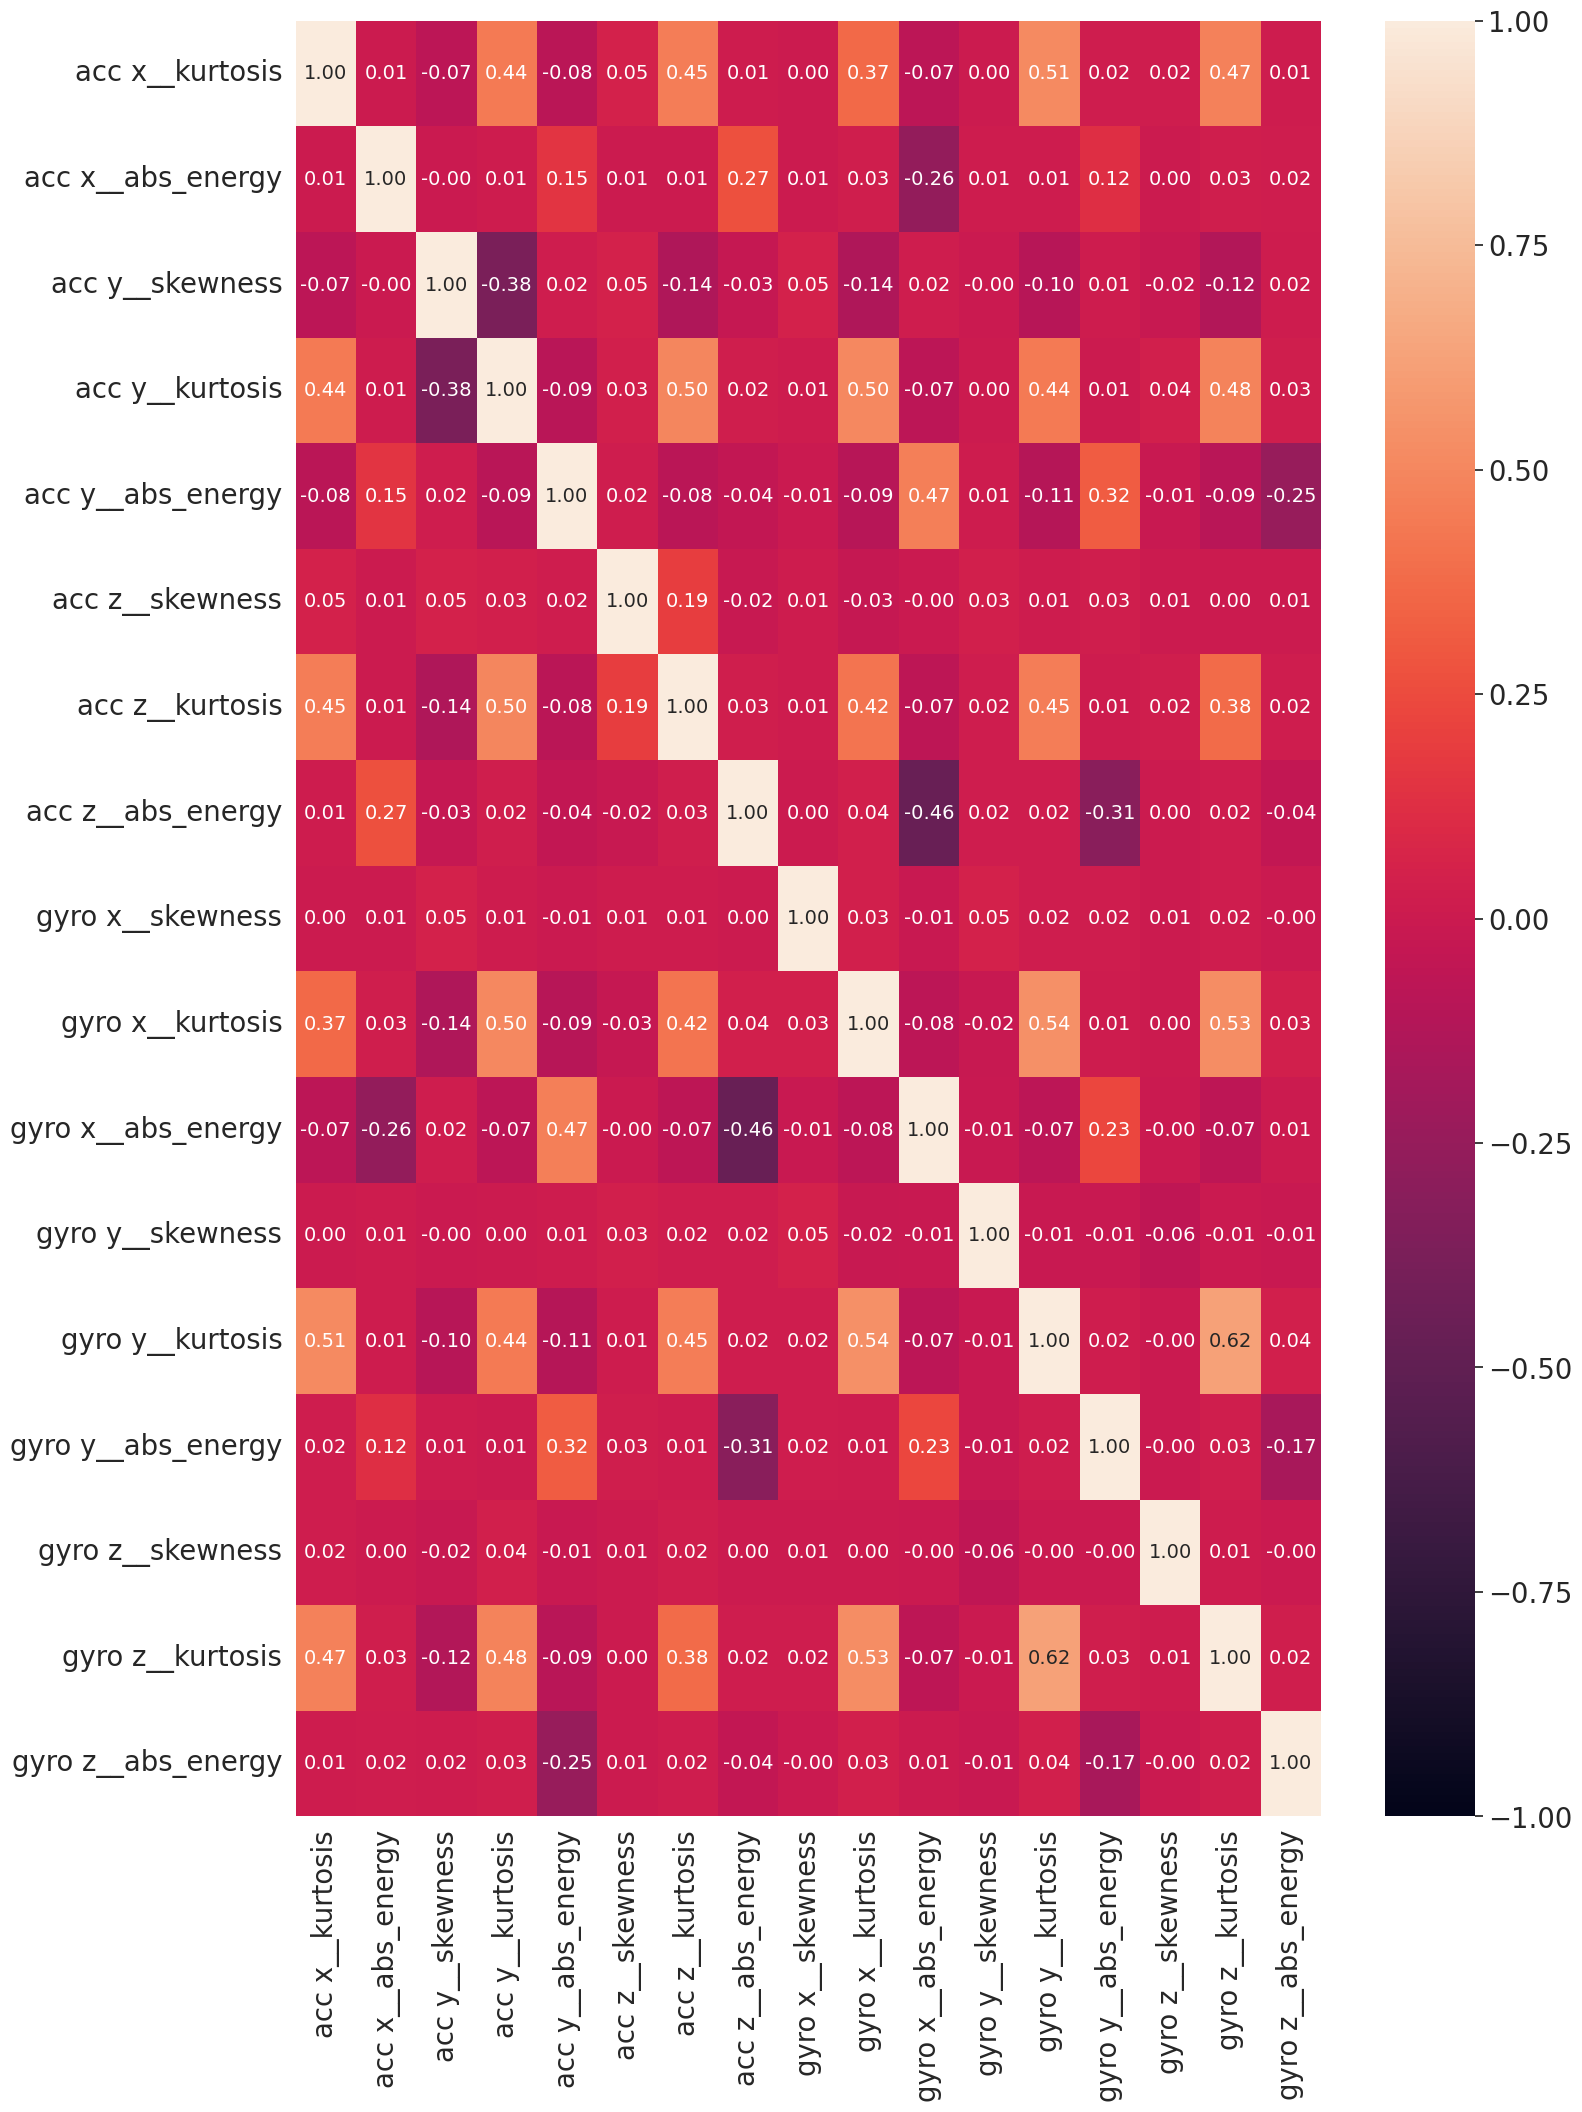 acc x__kurtosis 1.00 0.01 -0.07 0.44 -0.08 0.05 0.45 0.01 0.00 0.37 -0.07 0.00 0.51 0.02 0.02 0.47 0.01
acc x__abs_energy 0.01 1.00 -0.00 0.01 0.15 0.01 0.01 0.27 0.01 0.03 -0.26 0.01 0.01 0.12 0.00 0.03 0.02
acc y__skewness -0.07 -0.00 1.00 -0.38 0.02 0.05 -0.14 -0.03 0.05 -0.14 0.02 -0.00 -0.10 0.01 -0.02 -0.12 0.02
acc y__kurtosis 0.44 0.01 -0.38 1.00 -0.09 0.03 0.50 0.02 0.01 0.50 -0.07 0.00 0.44 0.01 0.04 0.48 0.03
acc y__abs_energy -0.08 0.15 0.02 -0.09 1.00 0.02 -0.08 -0.04 -0.01 -0.09 0.47 0.01 -0.11 0.32 -0.01 -0.09 -0.25
acc z__skewness 0.05 0.01 0.05 0.03 0.02 1.00 0.19 -0.02 0.01 -0.03 -0.00 0.03 0.01 0.03 0.01 0.00 0.01
acc z__kurtosis 0.45 0.01 -0.14 0.50 -0.08 0.19 1.00 0.03 0.01 0.42 -0.07 0.02 0.45 0.01 0.02 0.38 0.02
acc z__abs_energy 0.01 0.27 -0.03 0.02 -0.04 -0.02 0.03 1.00 0.00 0.04 -0.46 0.02 0.02 -0.31 0.00 0.02 -0.04
gyro x__skewness 0.00 0.01 0.05 0.01 -0.01 0.01 0.01 0.00 1.00 0.03 -0.01 0.05 0.02 0.02 0.01 0.02 -0.00
gyro x__kurtosis 0.37 0.03 -0.14 0.50 -0.09 -0.03 0.42 0.04 0.03 1.00 -0.08 -0.02 0.54 0.01 0.00 0.53 0.03
gyro x__abs_energy -0.07 -0.26 0.02 -0.07 0.47 -0.00 -0.07 -0.46 -0.01 -0.08 1.00 -0.01 -0.07 0.23 -0.00 -0.07 0.01
gyro y__skewness 0.00 0.01 -0.00 0.00 0.01 0.03 0.02 0.02 0.05 -0.02 -0.01 1.00 -0.01 -0.01 -0.06 -0.01 -0.01
gyro y__kurtosis 0.51 0.01 -0.10 0.44 -0.11 0.01 0.45 0.02 0.02 0.54 -0.07 -0.01 1.00 0.02 -0.00 0.62 0.04
gyro y__abs_energy 0.02 0.12 0.01 0.01 0.32 0.03 0.01 -0.31 0.02 0.01 0.23 -0.01 0.02 1.00 -0.00 0.03 -0.17
gyro z__skewness 0.02 0.00 -0.02 0.04 -0.01 0.01 0.02 0.00 0.01 0.00 -0.00 -0.06 -0.00 -0.00 1.00 0.01 -0.00
gyro z__kurtosis 0.47 0.03 -0.12 0.48 -0.09 0.00 0.38 0.02 0.02 0.53 -0.07 -0.01 0.62 0.03 0.01 1.00 0.02
gyro z__abs_energy 0.01 0.02 0.02 0.03 -0.25 0.01 0.02 -0.04 -0.00 0.03 0.01 -0.01 0.04 -0.17 -0.00 0.02 1.00
acc x__kurtosis
acc x__abs_energy
acc y__skewness
acc y__kurtosis
acc y__abs_energy
acc z__skewness
acc z__kurtosis
acc z__abs_energy
gyro x__skewness
gyro x__kurtosis
gyro x__abs_energy
gyro y__skewness
gyro y__kurtosis
gyro y__abs_energy
gyro z__skewness
gyro z__kurtosis
gyro z__abs_energy
1.00
0.75
0.50
0.25
0.00
−0.25
−0.50
−0.75
−1.00